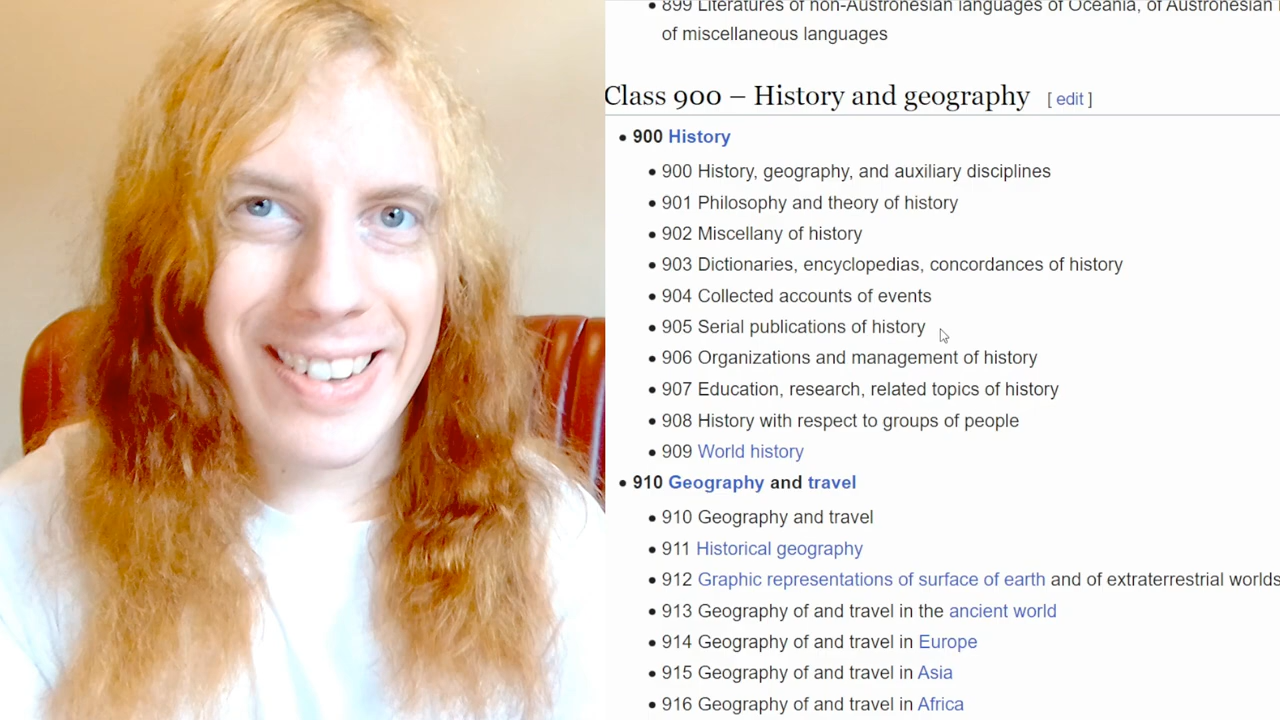 899 Literatures of non-Austronesian languages of Oceania, of Austronesian
of miscellaneous languages
Class 900 – History and geography [ edit ]
900 History
900 History, geography, and auxiliary disciplines
901 Philosophy and theory of history
902 Miscellany of history
903 Dictionaries, encyclopedias, concordances of history
904 Collected accounts of events
905 Serial publications of history
906 Organizations and management of history
907 Education, research, related topics of history
908 History with respect to groups of people
909 World history
910 Geography and travel
910 Geography and travel
911 Historical geography
912 Graphic representations of surface of earth and of extraterrestrial worlds
913 Geography of and travel in the ancient world
914 Geography of and travel in Europe
915 Geography of and travel in Asia
916 Geography of and travel in Africa